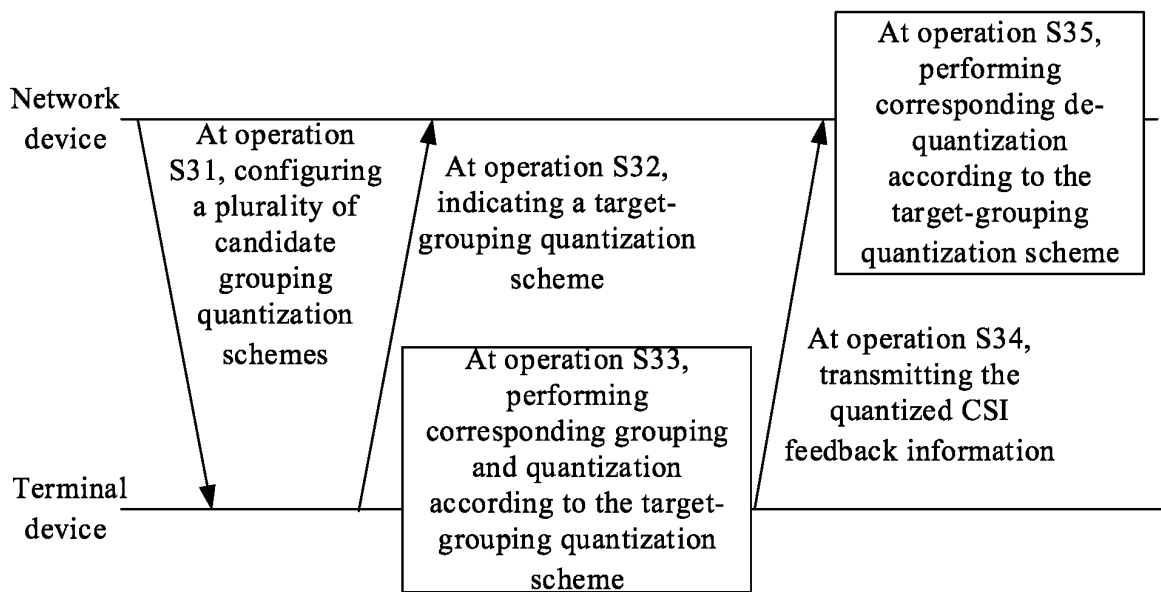 Network
device
At operation
S31, configuring
a plurality of
candidate
grouping
quantization
schemes
At operation S32,
indicating a target-
grouping quantization
scheme
At operation S35,
performing
corresponding de-
quantization
according to the
target-grouping
quantization scheme
Terminal
device
At operation S33,
performing
corresponding grouping
and quantization
according to the target-
grouping quantization
scheme
At operation S34,
transmitting the
quantized CSI
feedback information